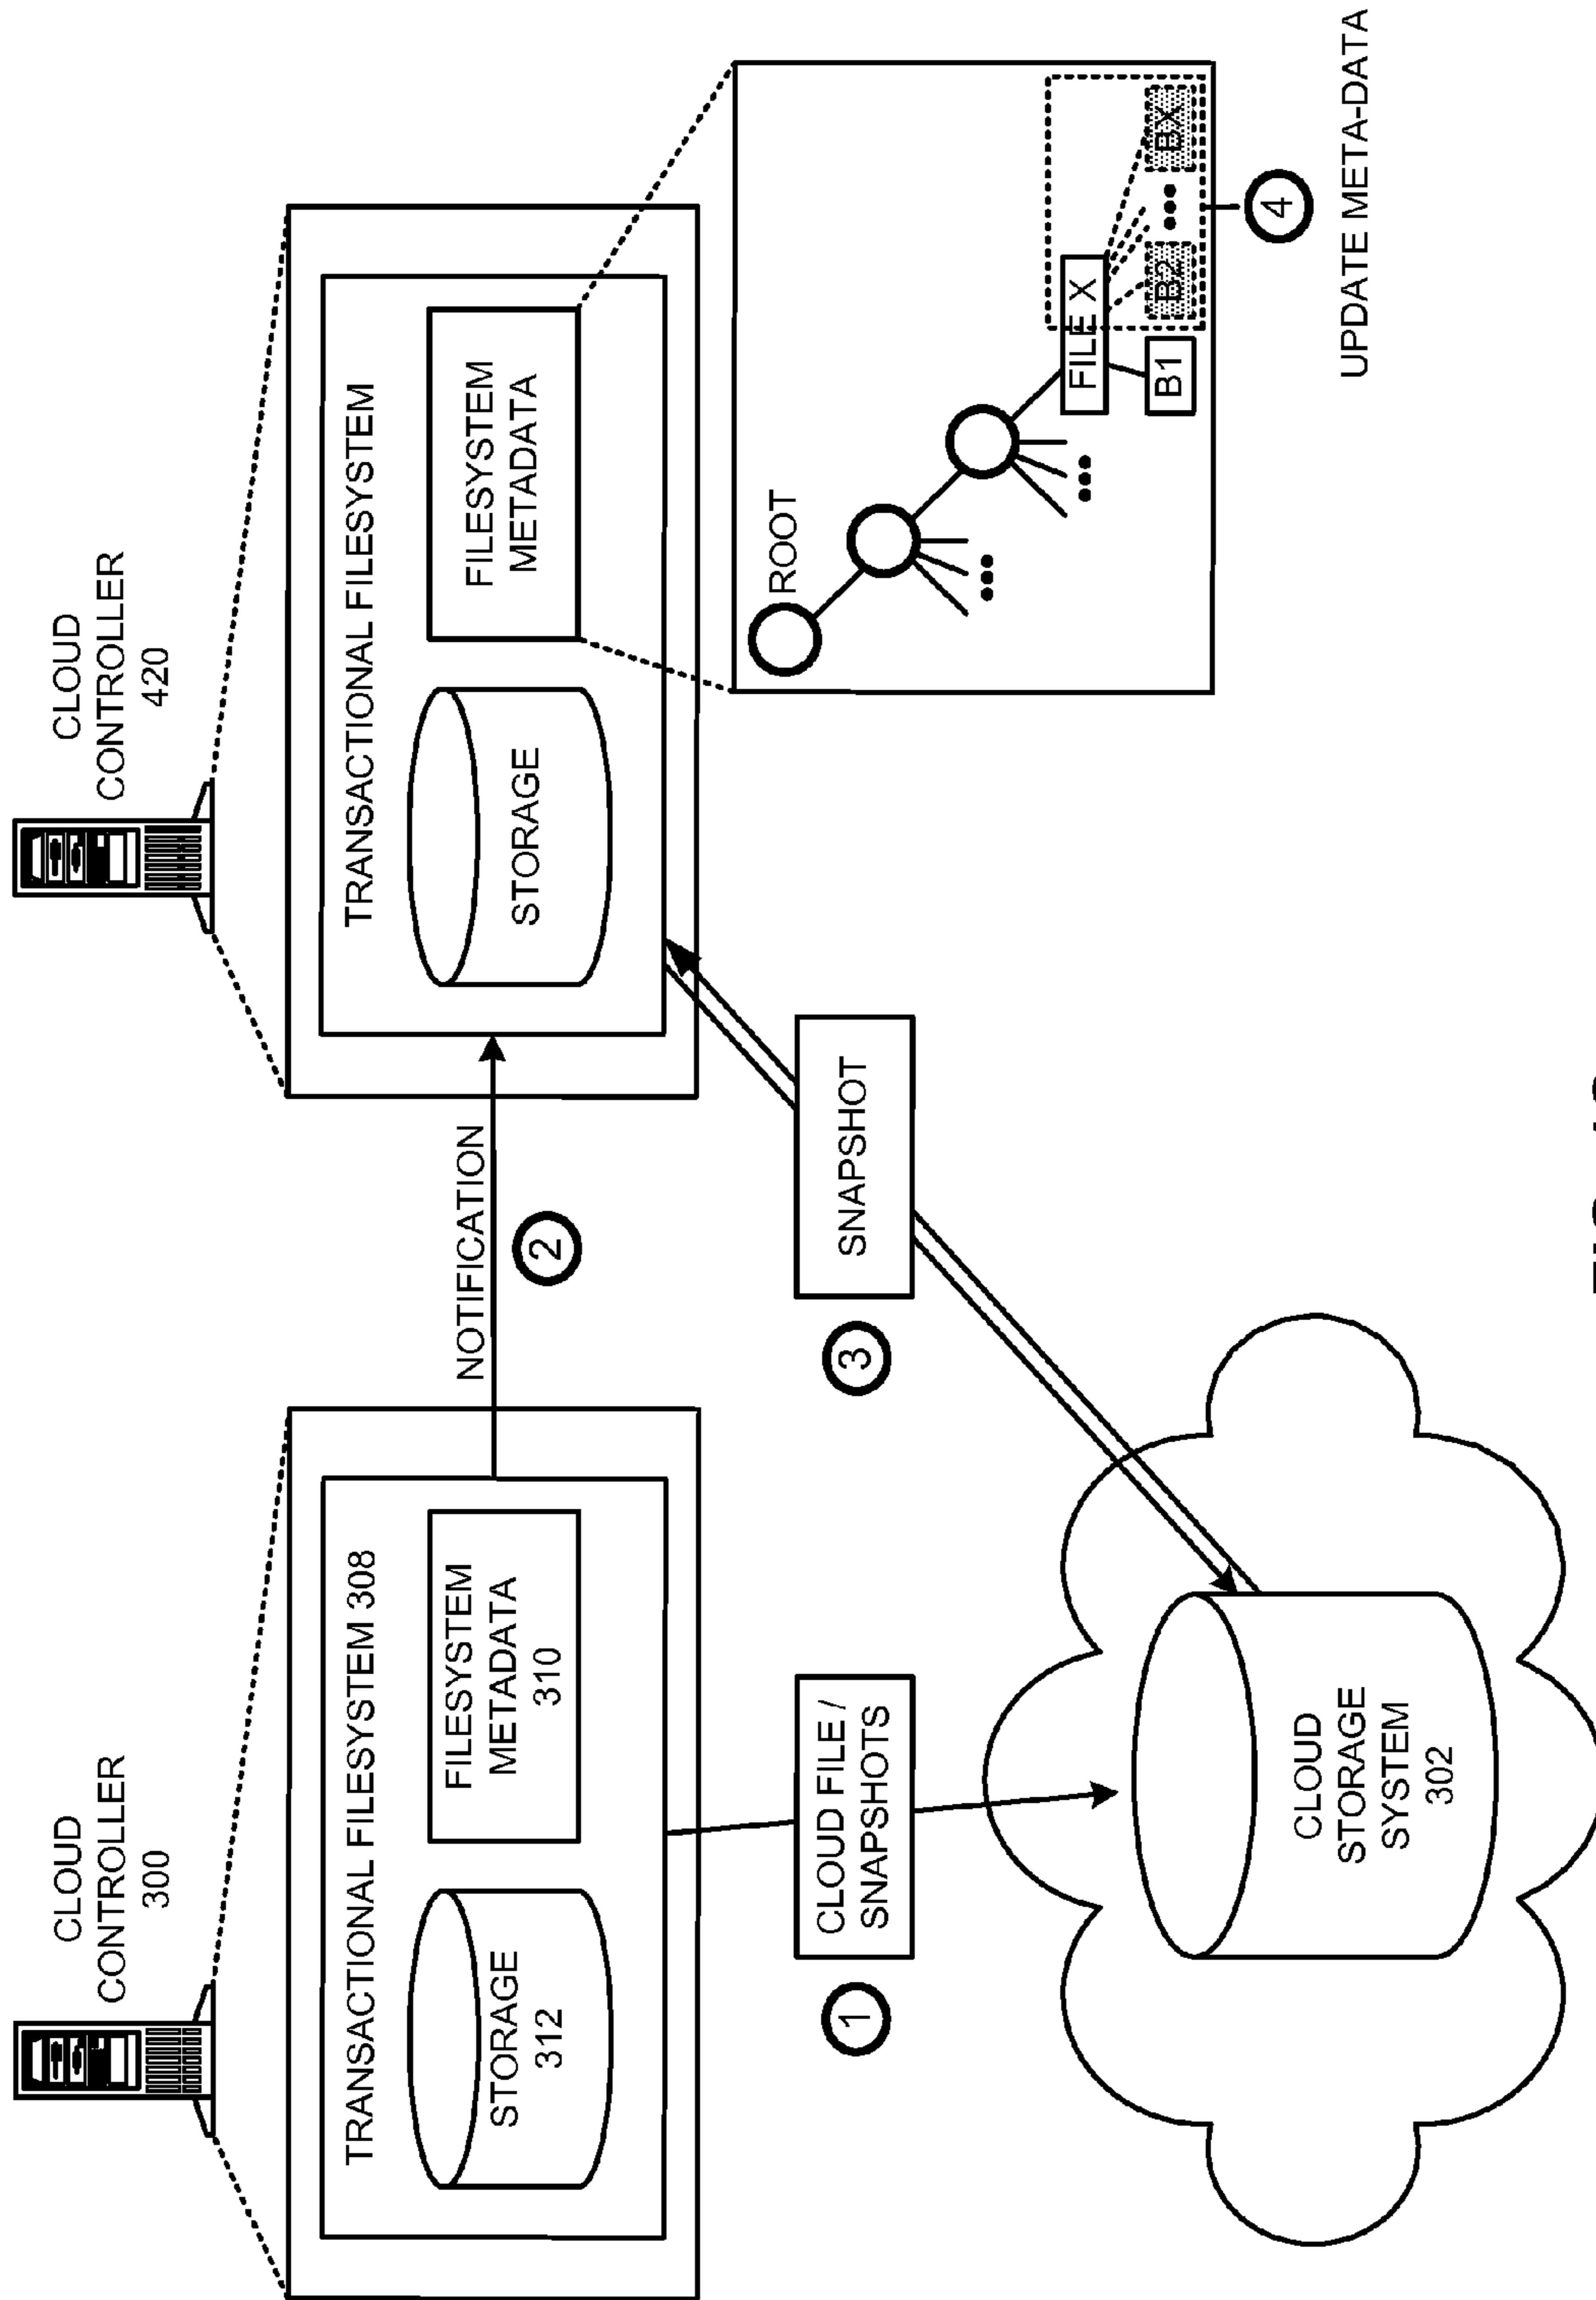 CLOUD
CONTROLLER
300
TRANSACTIONAL FILESYSTEM 308
STORAGE
312
FILESYSTEM
METADATA
310
NOTIFICATION
2
CLOUD
CONTROLLER
420
TRANSACTIONAL FILESYSTEM
STORAGE
FILESYSTEM
METADATA
1
CLOUD FILE /
SNAPSHOTS
3
SNAPSHOT
CLOUD
STORAGE
SYSTEM
302
ROOT
FILE X
B1
B2
BX
4
UPDATE META-DATA